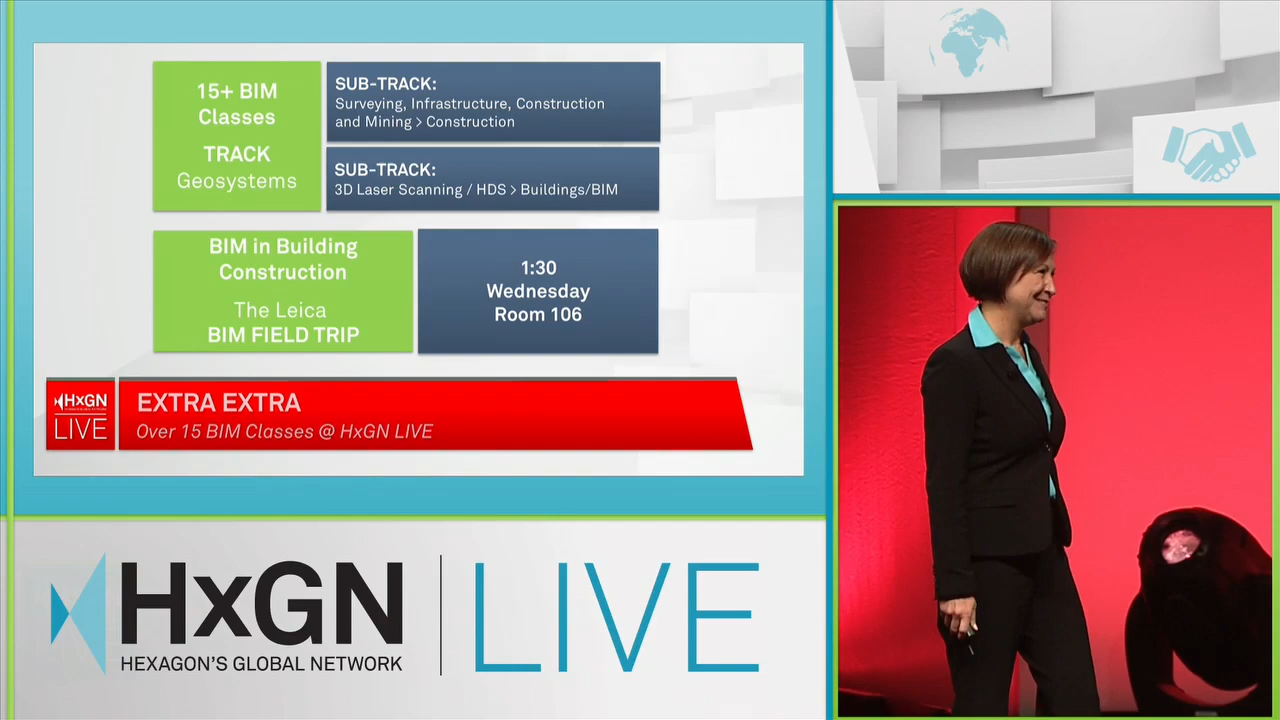 15+ BIM
Classes
TRACK
Geosystems
SUB-TRACK:
Surveying, Infrastructure, Construction
and Mining > Construction
SUB-TRACK:
3D Laser Scanning / HDS > Buildings/BIM
BIM in Building
Construction
The Leica
BIM FIELD TRIP
1:30
Wednesday
Room 106
HxGN
LIVE
EXTRA EXTRA
Over 15 BIM Classes @ HxGN LIVE
HxGN
HEXAGON'S GLOBAL NETWORK
LIVE